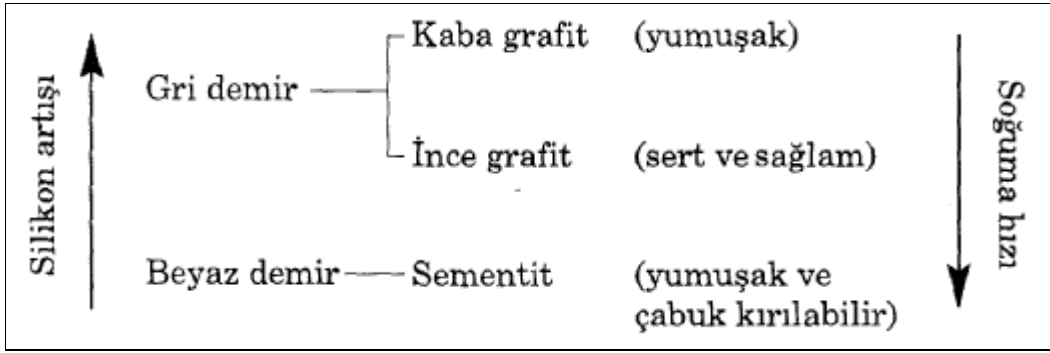 Silikon artışı
Gri demir
Kaba grafit (yumuşak)
İnce grafit (sert ve sağlam)
Beyaz demir
Sementit (yumuşak ve
çabuk kırılabilir)
Soğuma hızı